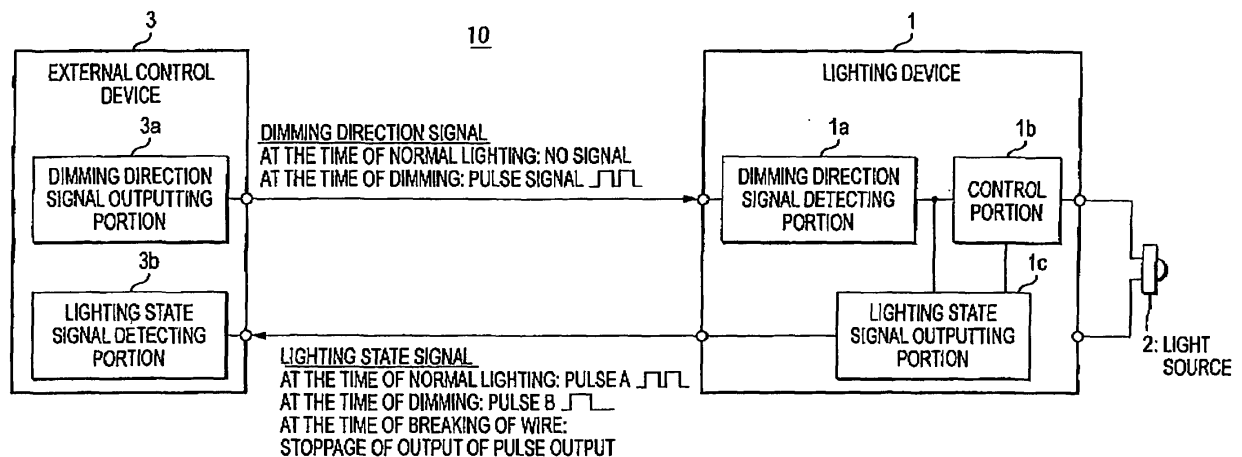 10
3
EXTERNAL CONTROL
DEVICE
3a
DIMMING DIRECTION
SIGNAL OUTPUTTING
PORTION
3b
LIGHTING STATE
SIGNAL DETECTING
PORTION
DIMMING DIRECTION SIGNAL
AT THE TIME OF NORMAL LIGHTING: NO SIGNAL
AT THE TIME OF DIMMING: PULSE SIGNAL
LIGHTING STATE SIGNAL
AT THE TIME OF NORMAL LIGHTING: PULSE A
AT THE TIME OF DIMMING: PULSE B
AT THE TIME OF BREAKING OF WIRE:
STOPPAGE OF OUTPUT OF PULSE OUTPUT
1
LIGHTING DEVICE
1a
DIMMING DIRECTION
SIGNAL DETECTING
PORTION
1b
CONTROL
PORTION
1c
LIGHTING STATE
SIGNAL OUTPUTTING
PORTION
2: LIGHT
SOURCE